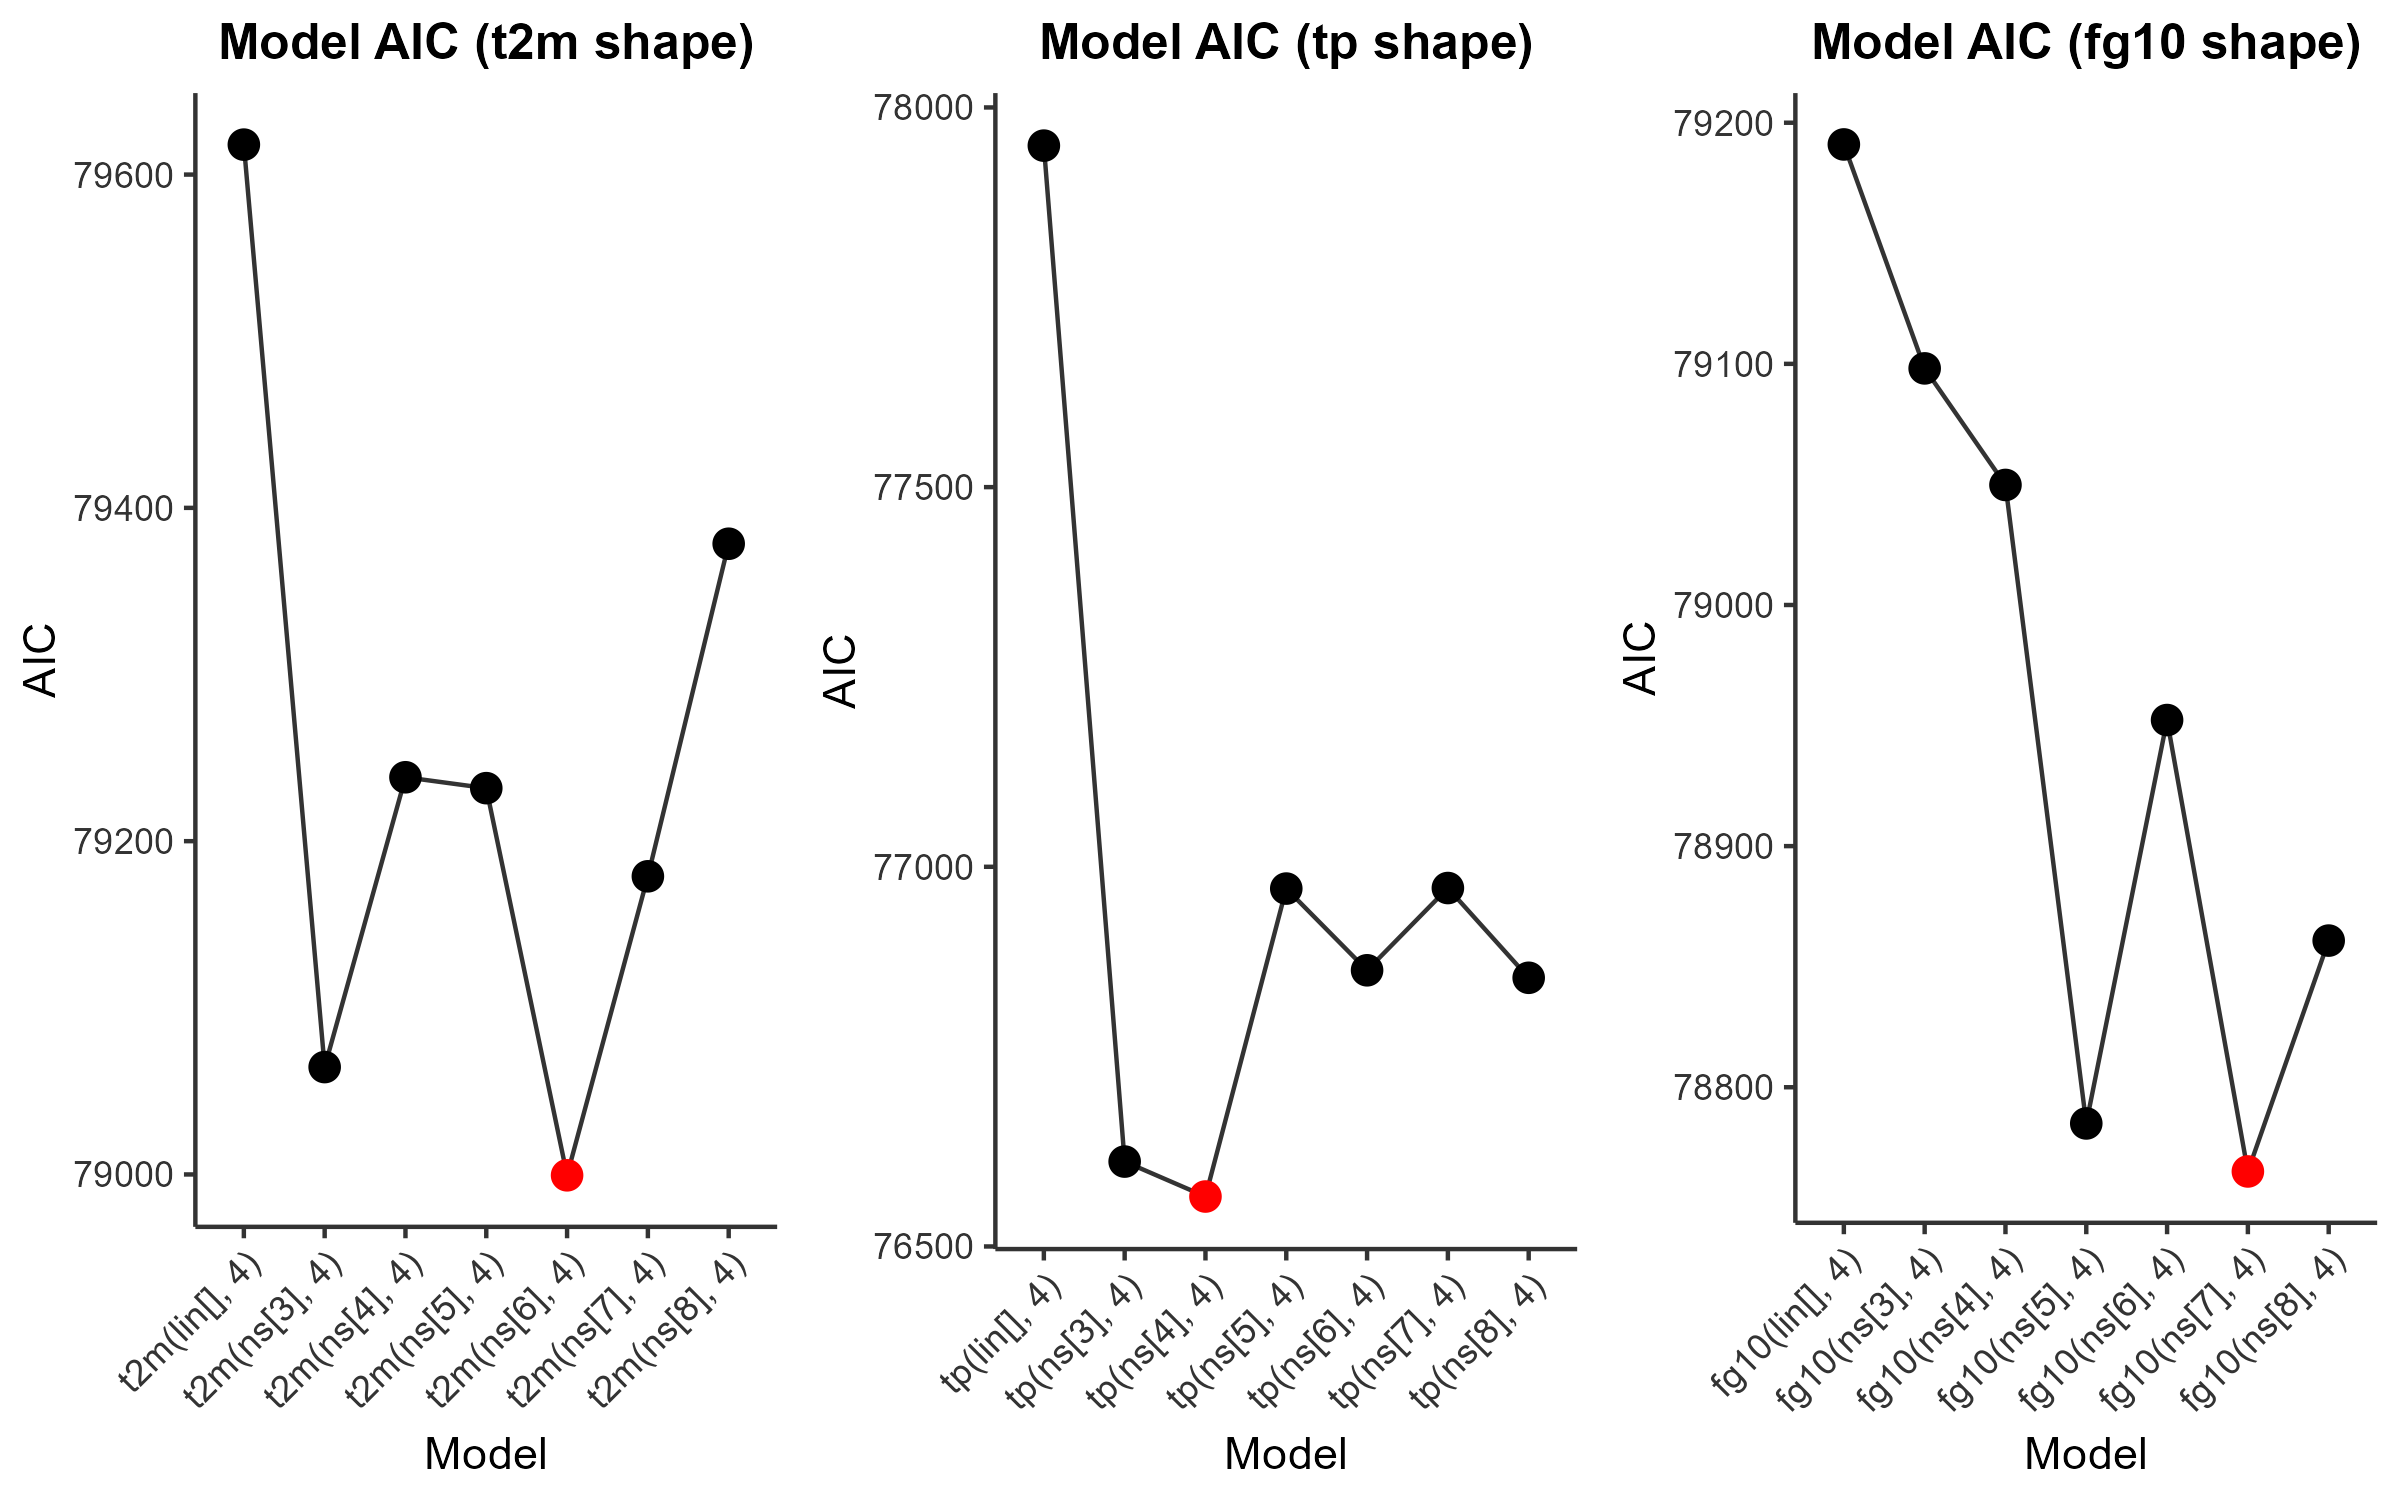 Model AIC (t2m shape)
79600
79400
79200
79000
AIC
t2m(lin[], 4)
t2m(ns[3], 4)
t2m(ns[4], 4)
t2m(ns[5], 4)
t2m(ns[6], 4)
t2m(ns[7], 4)
t2m(ns[8], 4)
Model
Model AIC (tp shape)
78000
77500
77000
76500
AIC
tp(lin[], 4)
tp(ns[3], 4)
tp(ns[4], 4)
tp(ns[5], 4)
tp(ns[6], 4)
tp(ns[7], 4)
tp(ns[8], 4)
Model
Model AIC (fg10 shape)
79200
79100
79000
78900
78800
AIC
fg10(lin[], 4)
fg10(ns[3], 4)
fg10(ns[4], 4)
fg10(ns[5], 4)
fg10(ns[6], 4)
fg10(ns[7], 4)
fg10(ns[8], 4)
Model